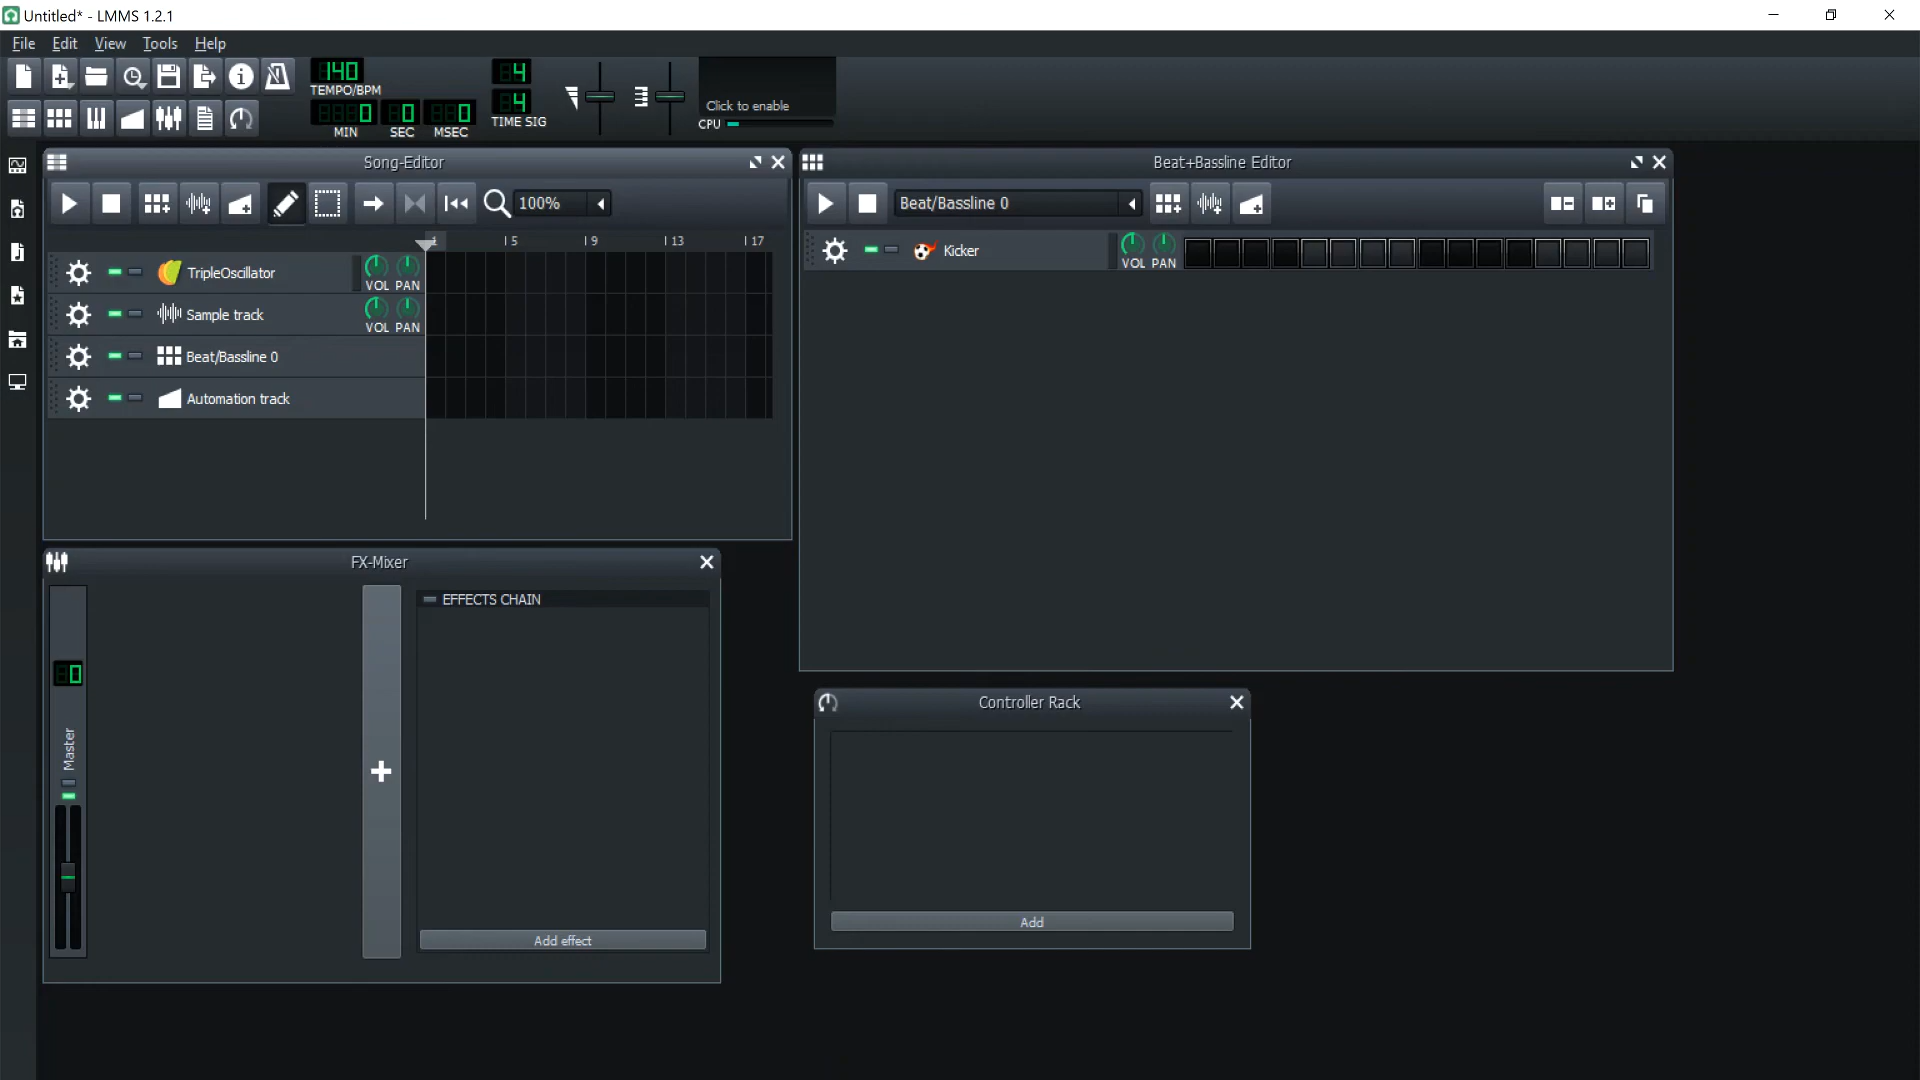 Untitled* - LMMS 1.2.1
File Edit View Tools Help
140
TEMPO/BPM
0 0 0
MIN SEC MSEC
4
4
TIME SIG
Click to enable
CPU
Song-Editor
100%
1 5 9 13 17
TripleOscillator VOL PAN
Sample track VOL PAN
Beat/Bassline 0
Automation track
Beat+Bassline Editor
Beat/Bassline 0
Kicker VOL PAN
FX-Mixer
EFFECTS CHAIN
0
Master
Add effect
Controller Rack
Add